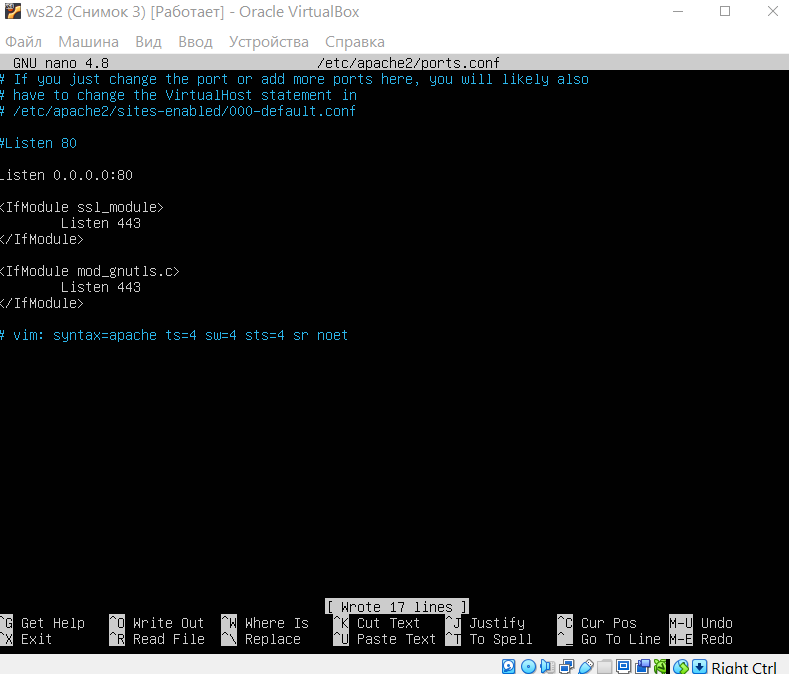 ws22 (Снимок 3) [Работает] - Oracle VirtualBox
Файл Машина Вид Ввод Устройства Справка
GNU nano 4.8 /etc/apache2/ports.conf
# If you just change the port or add more ports here, you will likely also
# have to change the VirtualHost statement in
# /etc/apache2/sites-enabled/000-default.conf
#Listen 80
Listen 0.0.0.0:80
<IfModule ssl_module>
Listen 443
</IfModule>
<IfModule mod_gnutls.c>
Listen 443
</IfModule>
# vim: syntax=apache ts=4 sw=4 sts=4 sr noet
[ Wrote 17 lines ]
^G Get Help ^O Write Out ^W Where Is ^K Cut Text ^J Justify ^C Cur Pos M-U Undo
^X Exit ^R Read File ^\ Replace ^U Paste Text ^T To Spell ^_ Go To Line M-E Redo
Right Ctrl